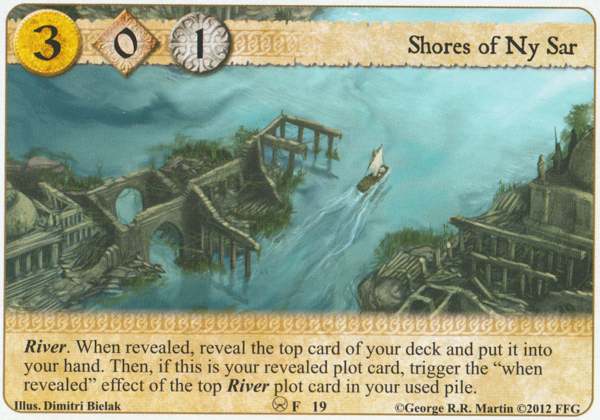 3 0 1 Shores of Ny Sar
River. When revealed, reveal the top card of your deck and put it into
your hand. Then, if this is your revealed plot card, trigger the “when
revealed” effect of the top River plot card in your used pile.
Illus. Dimitri Bielak F 19 ©George R.R. Martin ©2012 FFG